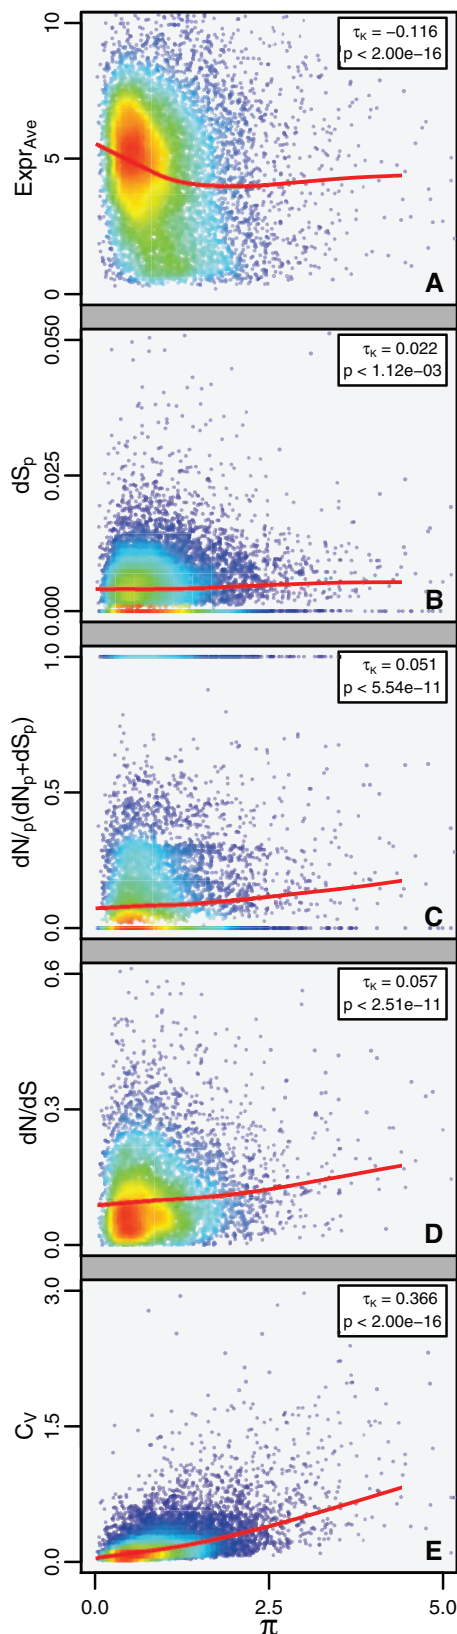 10
5
0
Expr_Ave
τ_K = −0.116
p < 2.00e−16
A
0.050
0.025
0.000
dS_p
τ_K = 0.022
p < 1.12e−03
B
1.0
0.5
0.0
dN/_p(dN_p+dS_p)
τ_K = 0.051
p < 5.54e−11
C
0.6
0.3
0.0
dN/dS
τ_K = 0.057
p < 2.51e−11
D
3.0
1.5
0.0
C_V
τ_K = 0.366
p < 2.00e−16
E
0.0 2.5 5.0
π